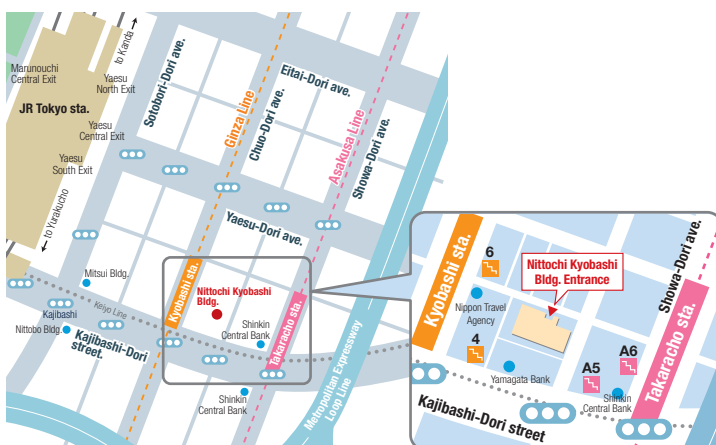 to Kanda
Marunouchi
Central Exit
Yaesu
North Exit
JR Tokyo sta.
Yaesu
Central Exit
Yaesu
South Exit
to Yurakucho
Sotobori-Dori ave.
Ginza Line
Chuo-Dori ave.
Eitai-Dori ave.
Asakusa Line
Showa-Dori ave.
Yaesu-Dori ave.
Mitsui Bldg.
Keiyo Line
Kajibashi
Nittobo Bldg.
Kajibashi-Dori
street.
Kyobashi sta.
Nittochi Kyobashi
Bldg.
Shinkin
Central Bank
Takaracho sta.
Shinkin
Central Bank
Metropolitan Expressway
Loop Line
Kyobashi sta.
6
Nittochi Kyobashi
Bldg. Entrance
Nippon Travel
Agency
4
Yamagata Bank
A5
A6
Shinkin
Central Bank
Showa-Dori ave.
Takaracho sta.
Kajibashi-Dori street